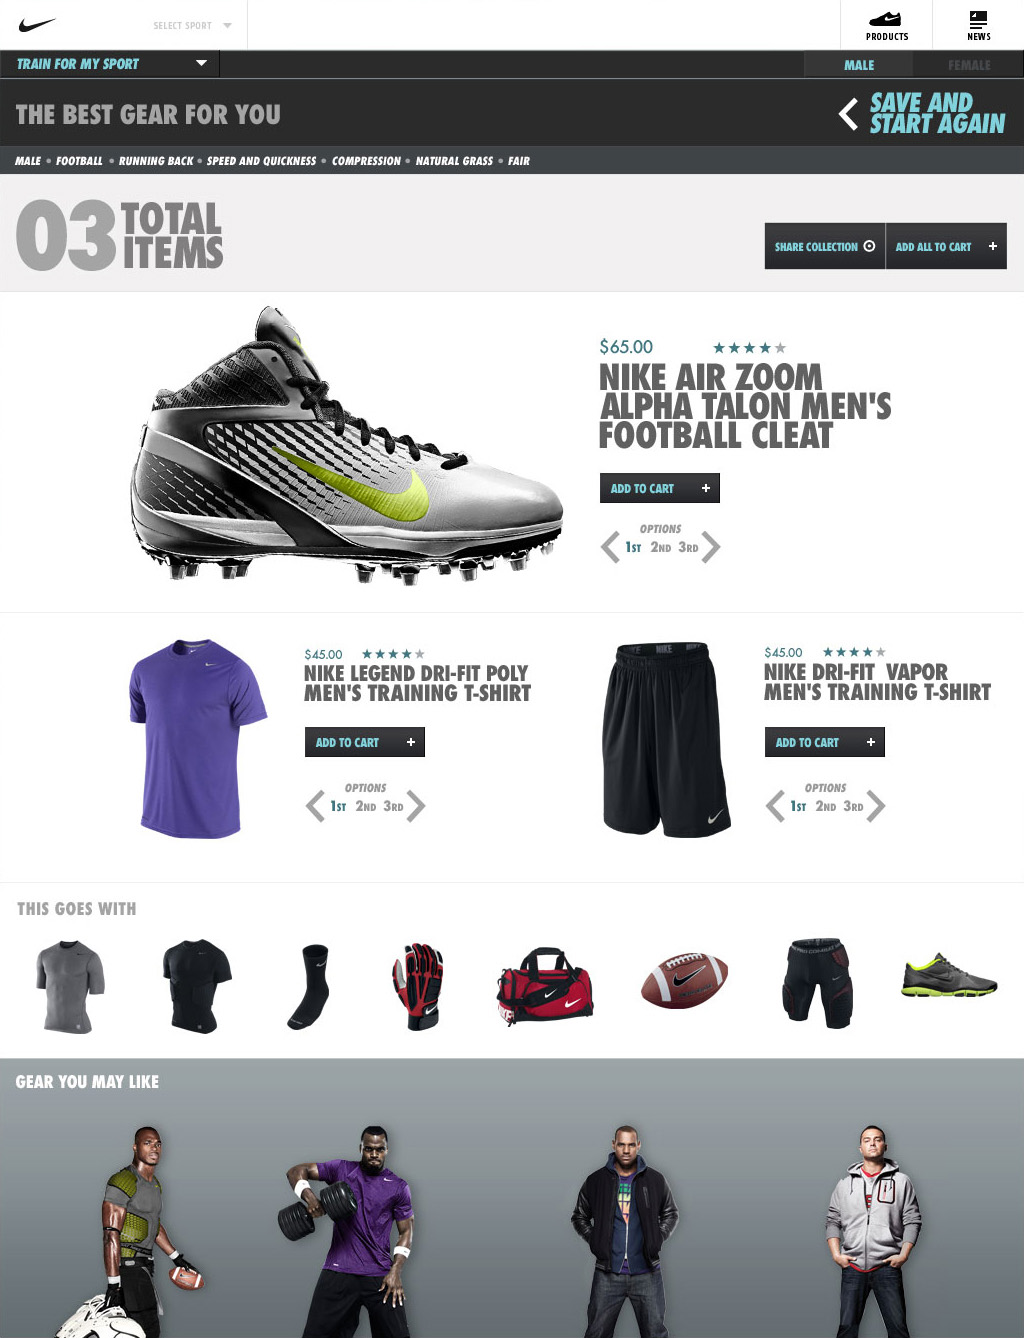 SELECT SPORT
PRODUCTS
NEWS
TRAIN FOR MY SPORT
MALE
FEMALE
THE BEST GEAR FOR YOU
SAVE AND
START AGAIN
MALE • FOOTBALL • RUNNING BACK • SPEED AND QUICKNESS • COMPRESSION • NATURAL GRASS • FAIR
03 TOTAL
ITEMS
SHARE COLLECTION
ADD ALL TO CART +
$65.00
NIKE AIR ZOOM
ALPHA TALON MEN'S
FOOTBALL CLEAT
ADD TO CART +
OPTIONS
1ST 2ND 3RD
$45.00
NIKE LEGEND DRI-FIT POLY
MEN'S TRAINING T-SHIRT
ADD TO CART +
OPTIONS
1ST 2ND 3RD
NIKE
$45.00
NIKE DRI-FIT VAPOR
MEN'S TRAINING T-SHIRT
ADD TO CART +
OPTIONS
1ST 2ND 3RD
THIS GOES WITH
GEAR YOU MAY LIKE